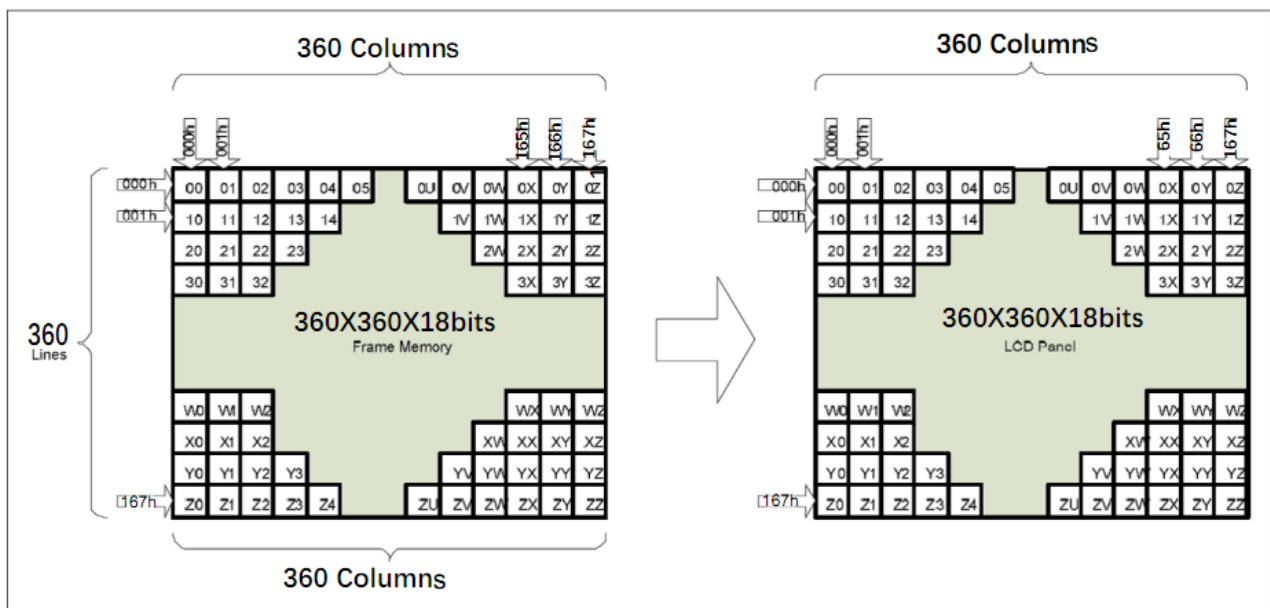 360 Columns
360 Columns
000h 001h 165h 166h 167h
000h 001h 65h 66h 167h
000h 00 01 02 03 04 05 0U 0V 0W 0X 0Y 0Z
000h 00 01 02 03 04 05 0U 0V 0W 0X 0Y 0Z
001h 10 11 12 13 14 1V 1W 1X 1Y 1Z
001h 10 11 12 13 14 1V 1W 1X 1Y 1Z
20 21 22 23 2W 2X 2Y 2Z
20 21 22 23 2W 2X 2Y 2Z
30 31 32 3X 3Y 3Z
30 31 32 3X 3Y 3Z
360
Lines
360X360X18bits
Frame Memory
360X360X18bits
LCD Panel
W0 W1 W2 WX WY WZ
W0 W1 W2 WX WY WZ
X0 X1 X2 XW XX XY XZ
X0 X1 X2 XW XX XY XZ
Y0 Y1 Y2 Y3 YV YW YX YY YZ
Y0 Y1 Y2 Y3 YV YW YX YY YZ
167h Z0 Z1 Z2 Z3 Z4 ZU ZV ZW ZX ZY ZZ
167h Z0 Z1 Z2 Z3 Z4 ZU ZV ZW ZX ZY ZZ
360 Columns